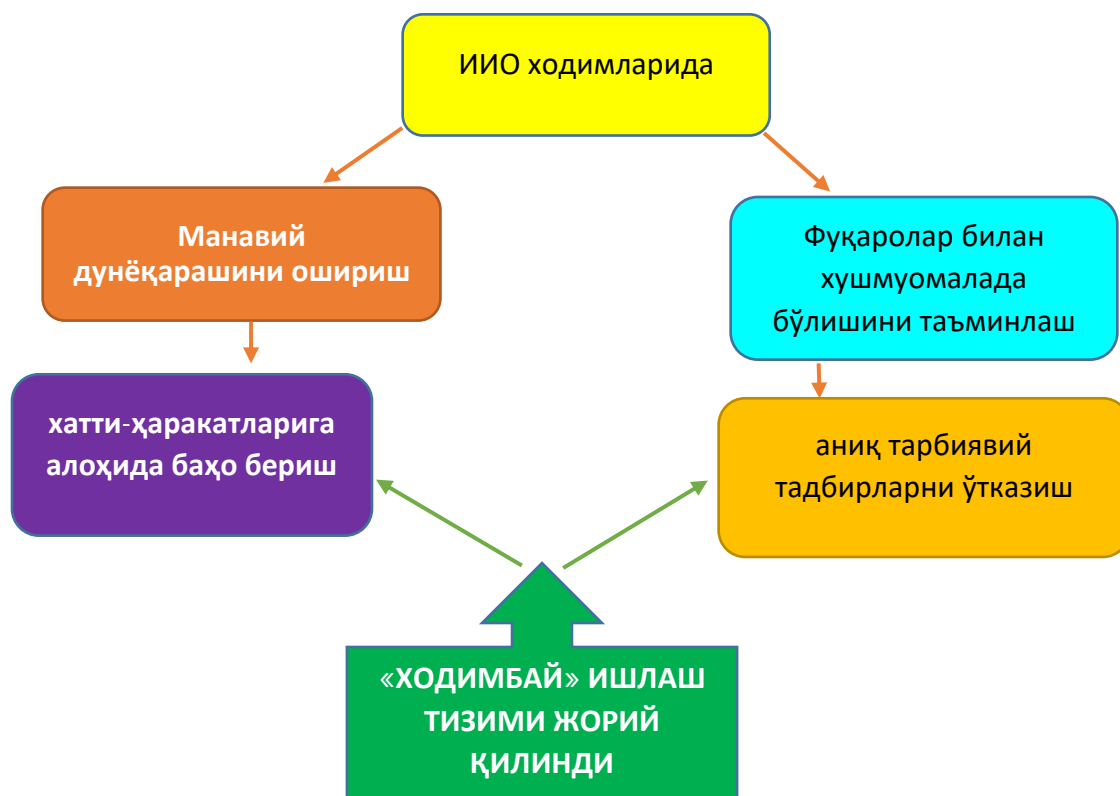 ИИО ходимларида
Манавий
дунёқарашини ошириш
Фуқаролар билан
хушмуомалада
бўлишини таъминлаш
хатти-ҳаракатларига
алоҳида баҳо бериш
аниқ тарбиявий
тадбирларни ўтказиш
«ХОДИМБАЙ» ИШЛАШ
ТИЗИМИ ЖОРИЙ
ҚИЛИНДИ